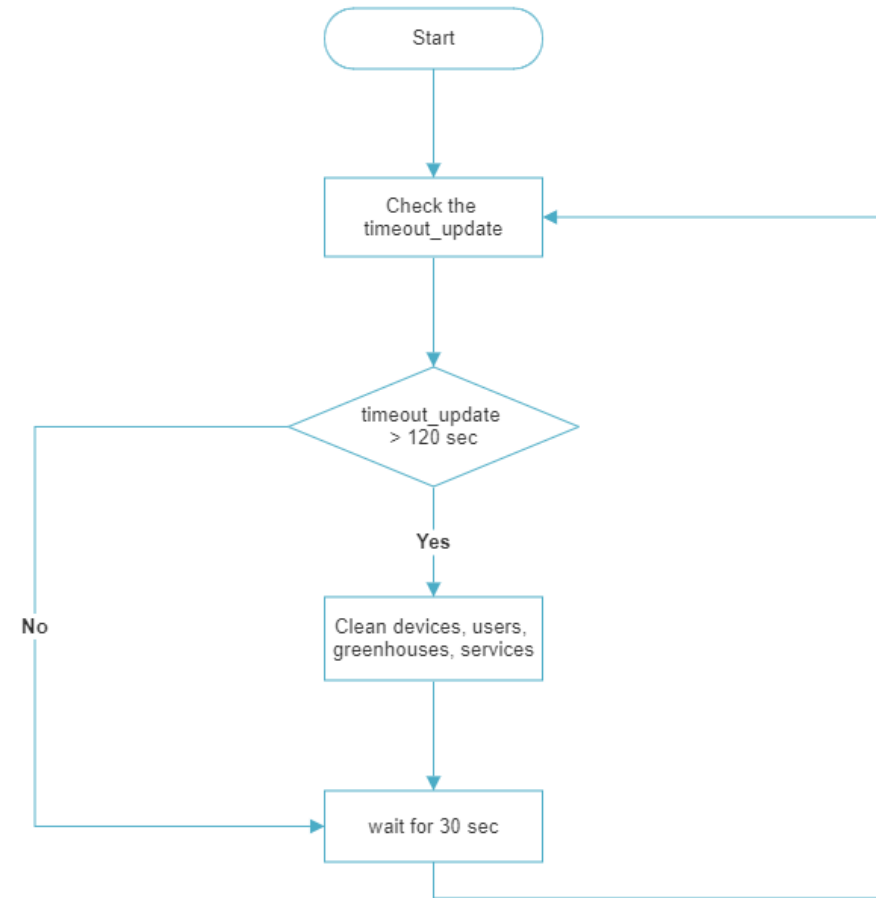 Start
Check the
timeout_update
timeout_update
> 120 sec
Yes
No
Clean devices, users,
greenhouses, services
wait for 30 sec